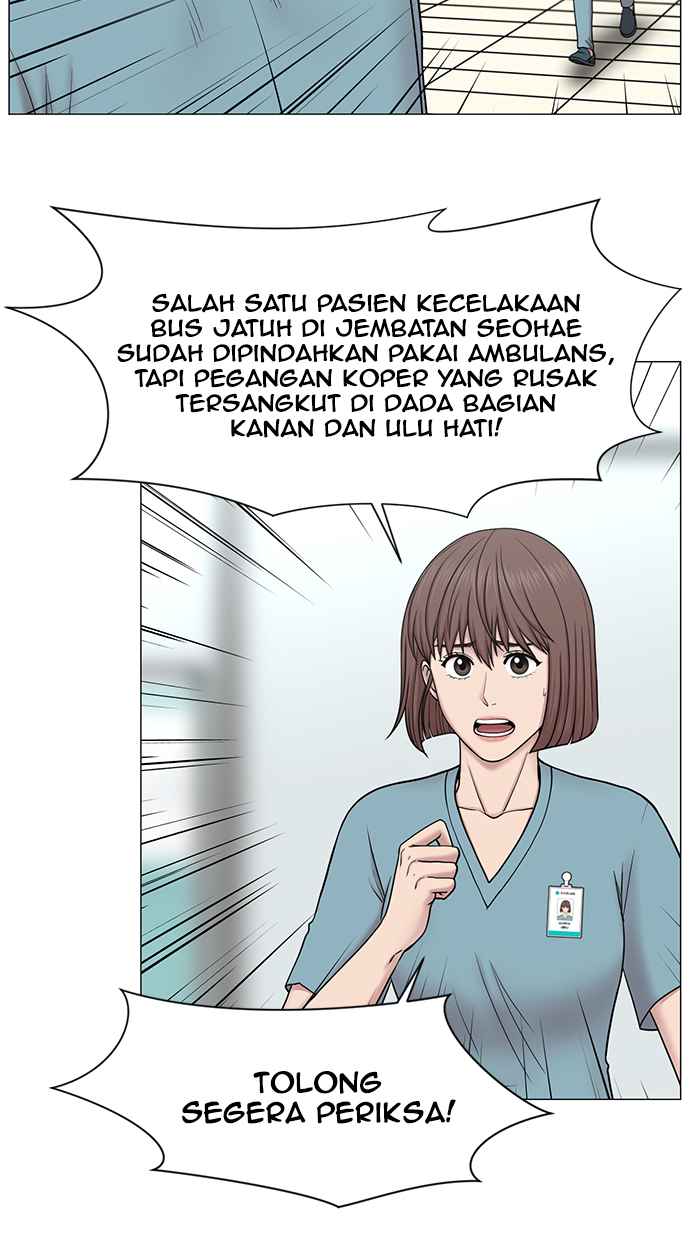 SALAH SATU PASIEN KECELAKAAN
BUS JATUH DI JEMBATAN SEOHAE
SUDAH DIPINDAHKAN PAKAI AMBULANS,
TAPI PEGANGAN KOPER YANG RUSAK
TERSANGKUT DI DADA BAGIAN
KANAN DAN ULU HATI!
TOLONG
SEGERA PERIKSA!